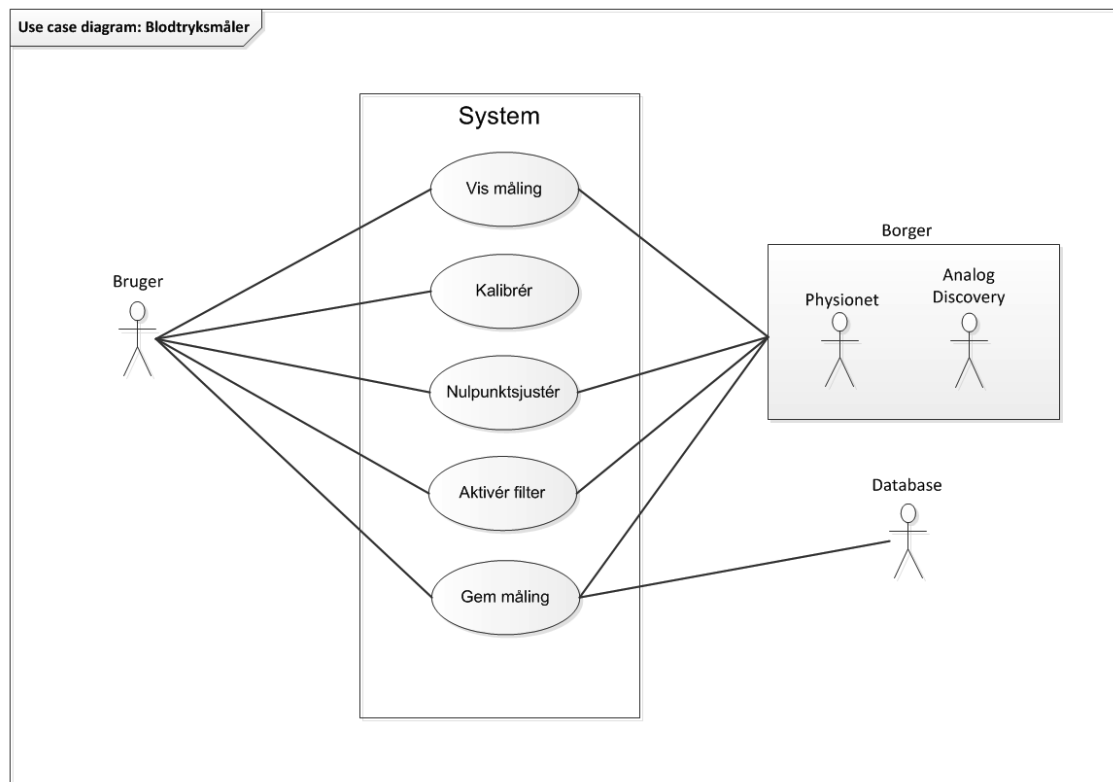 Use case diagram: Blodtryksmåler
System
Vis måling
Kalibrér
Nulpunktsjustér
Aktivér filter
Gem måling
Bruger
Borger
Physionet
Analog
Discovery
Database